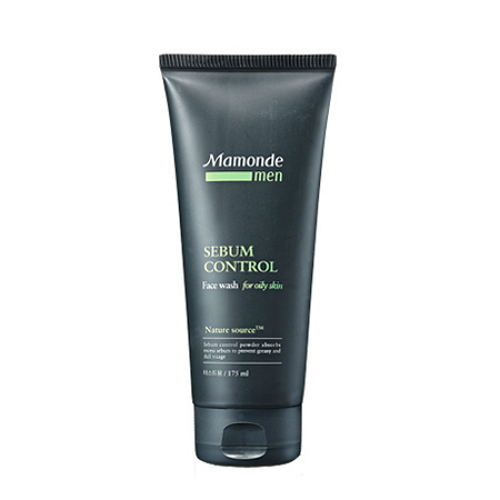 Mamonde
men
SEBUM
CONTROL
Face wash for oily skin
Nature source™
Sebum control powder absorbs
excess sebum to prevent greasy and
dull visage
/ 175 ml